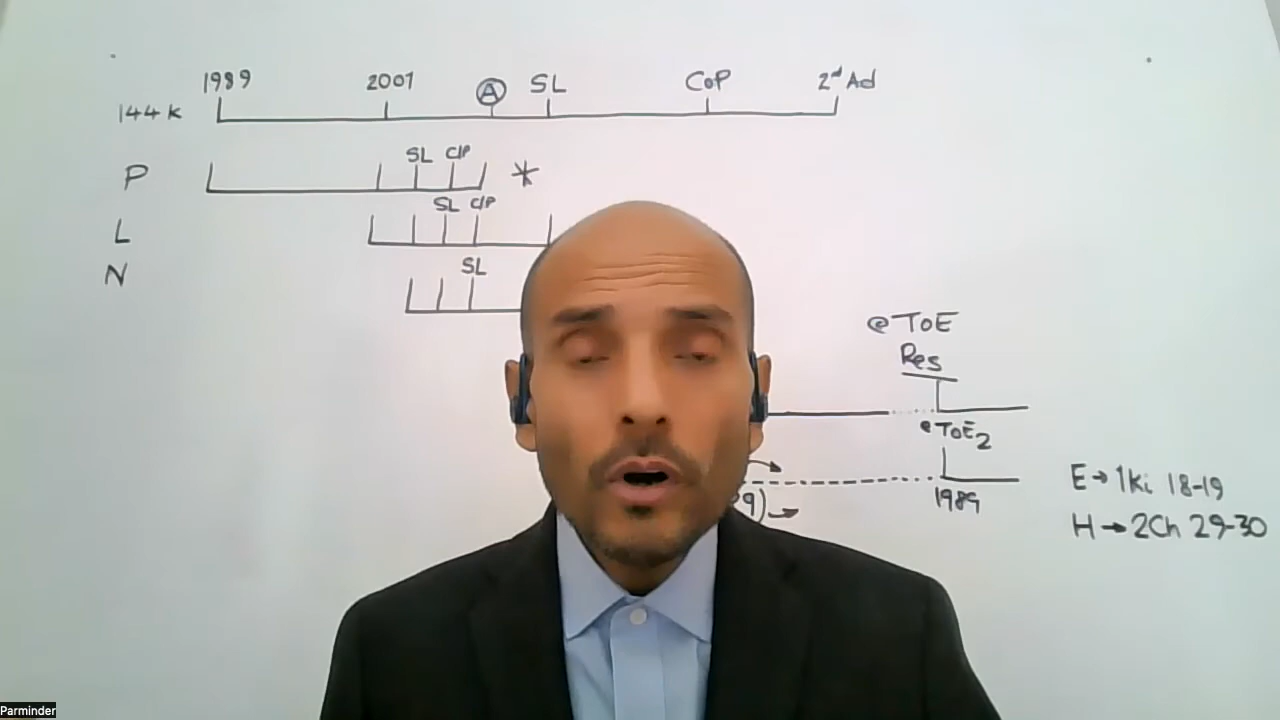 1989 2001 A SL CoP 2nd Ad
144k
P SL C/P *
L SL C/P
N SL
@ToE
Res
@ToE2
9) 1989
E→1Ki 18-19
H→2Ch 29-30
Parminder